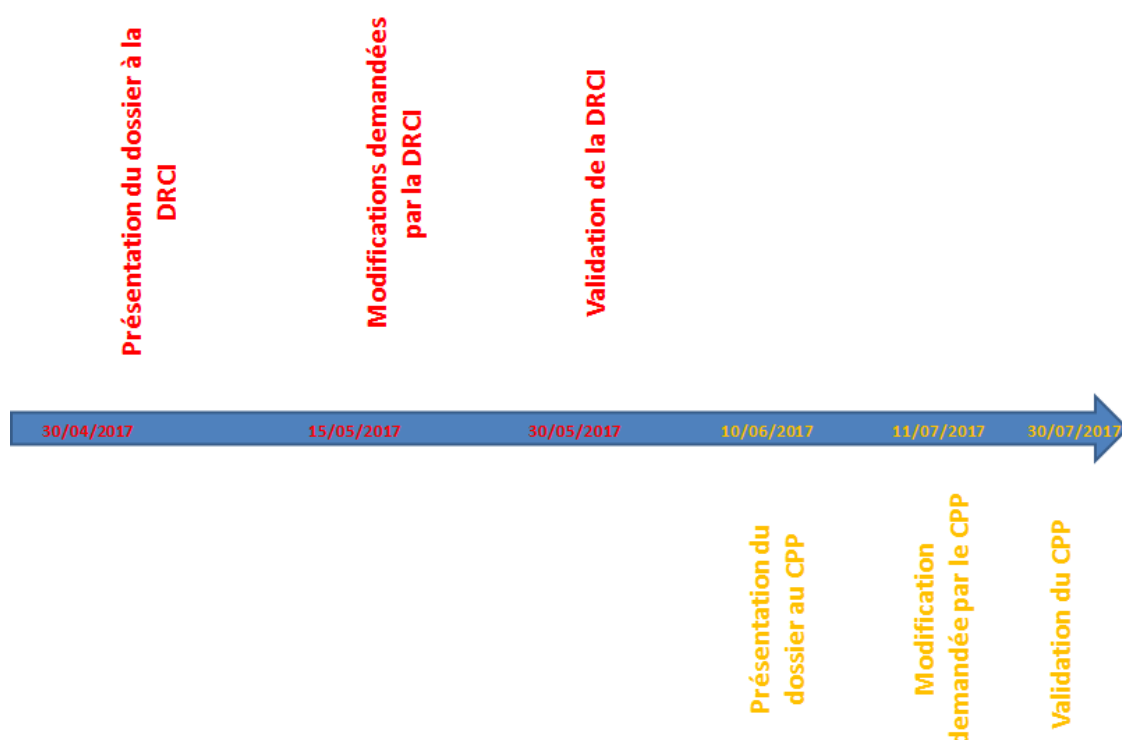 Présentation du dossier à la
DRCI
Modifications demandées
par la DRCI
Validation de la DRCI
30/04/2017
15/05/2017
30/05/2017
10/06/2017
11/07/2017
30/07/2017
Présentation du
dossier au CPP
Modification
demandée par le CPP
Validation du CPP